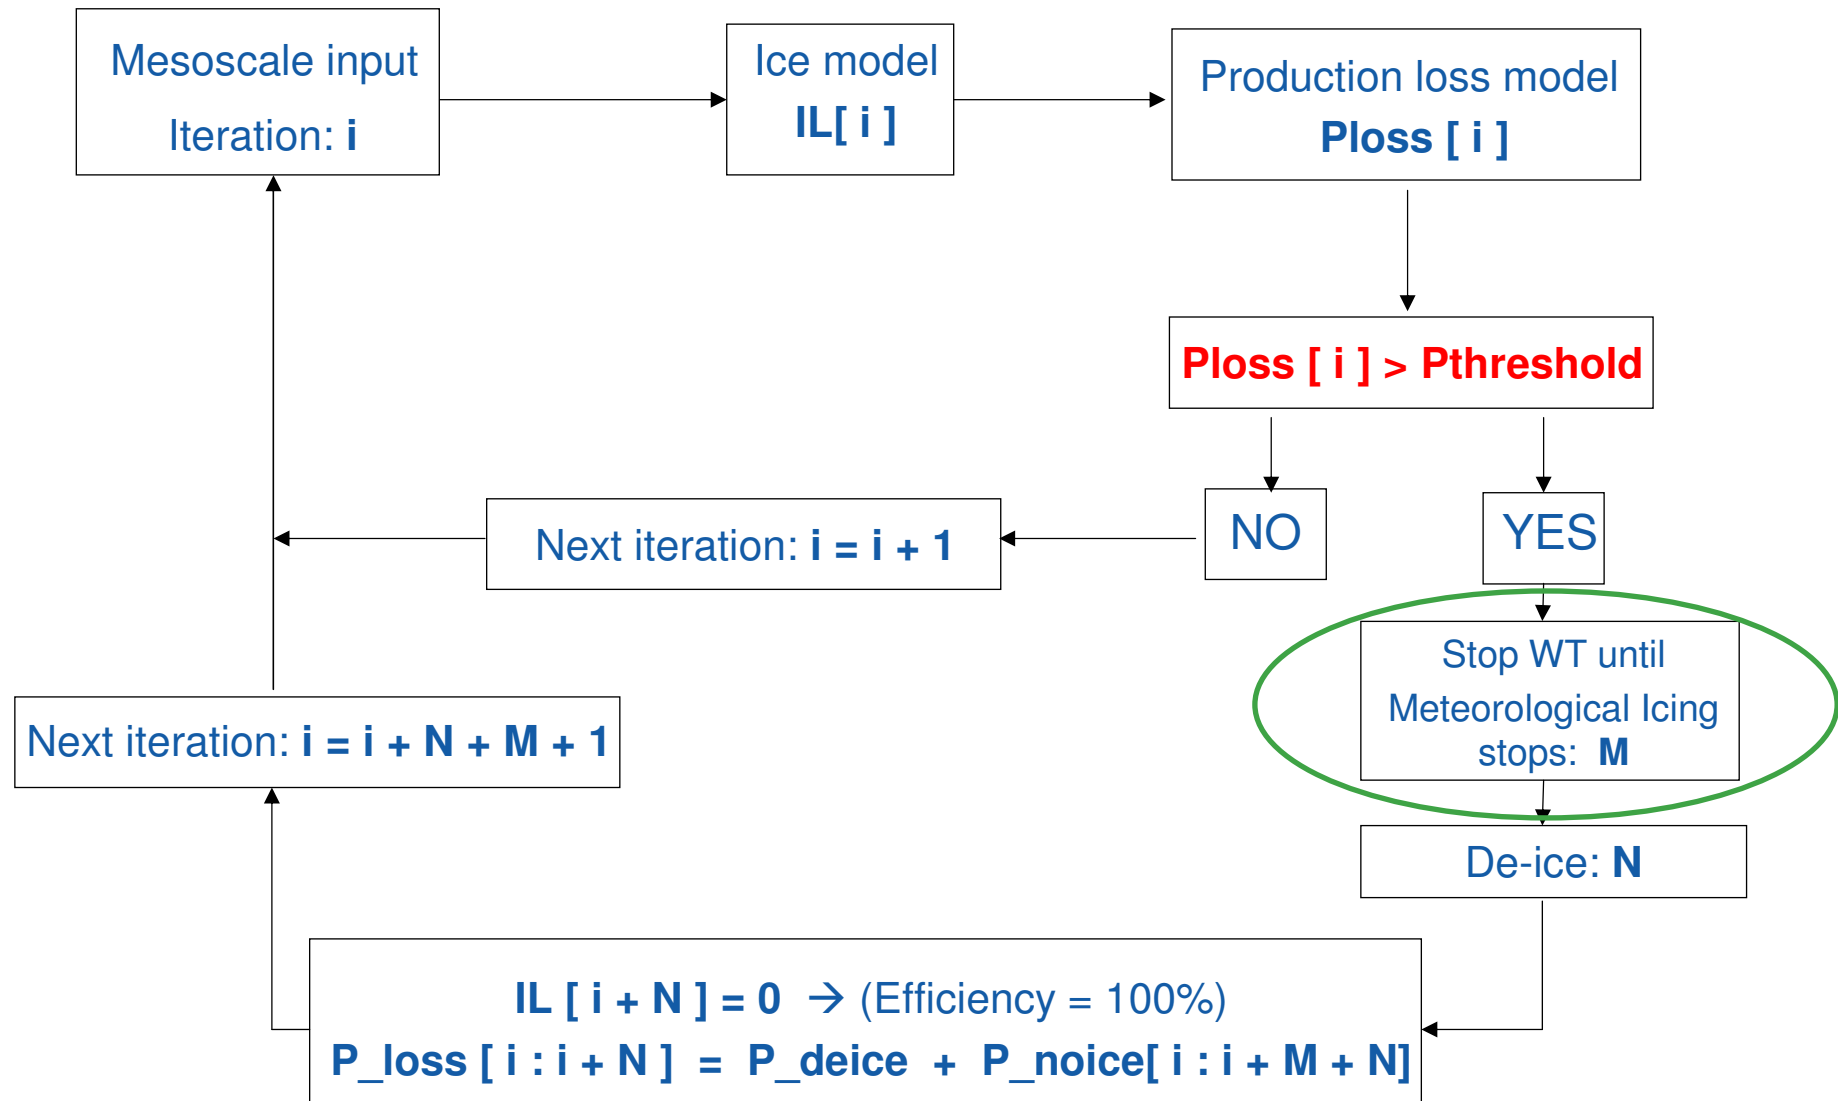 Mesoscale input
Iteration: i
Ice model
IL[ i ]
Production loss model
Ploss [ i ]
Ploss [ i ] > Pthreshold
NO
YES
Next iteration: i = i + 1
Stop WT until
Meteorological Icing
stops: M
Next iteration: i = i + N + M + 1
De-ice: N
IL [ i + N ] = 0 → (Efficiency = 100%)
P_loss [ i : i + N ] = P_deice + P_noice[ i : i + M + N]